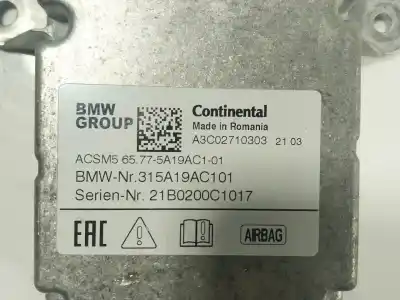 BMW
GROUP
Continental
Made in Romania
A3C02710303 21 03
ACSM5 65.77-5A19AC1-01
BMW-Nr.315A19AC101
Serien-Nr. 21B0200C1017
EAC
AIRBAG